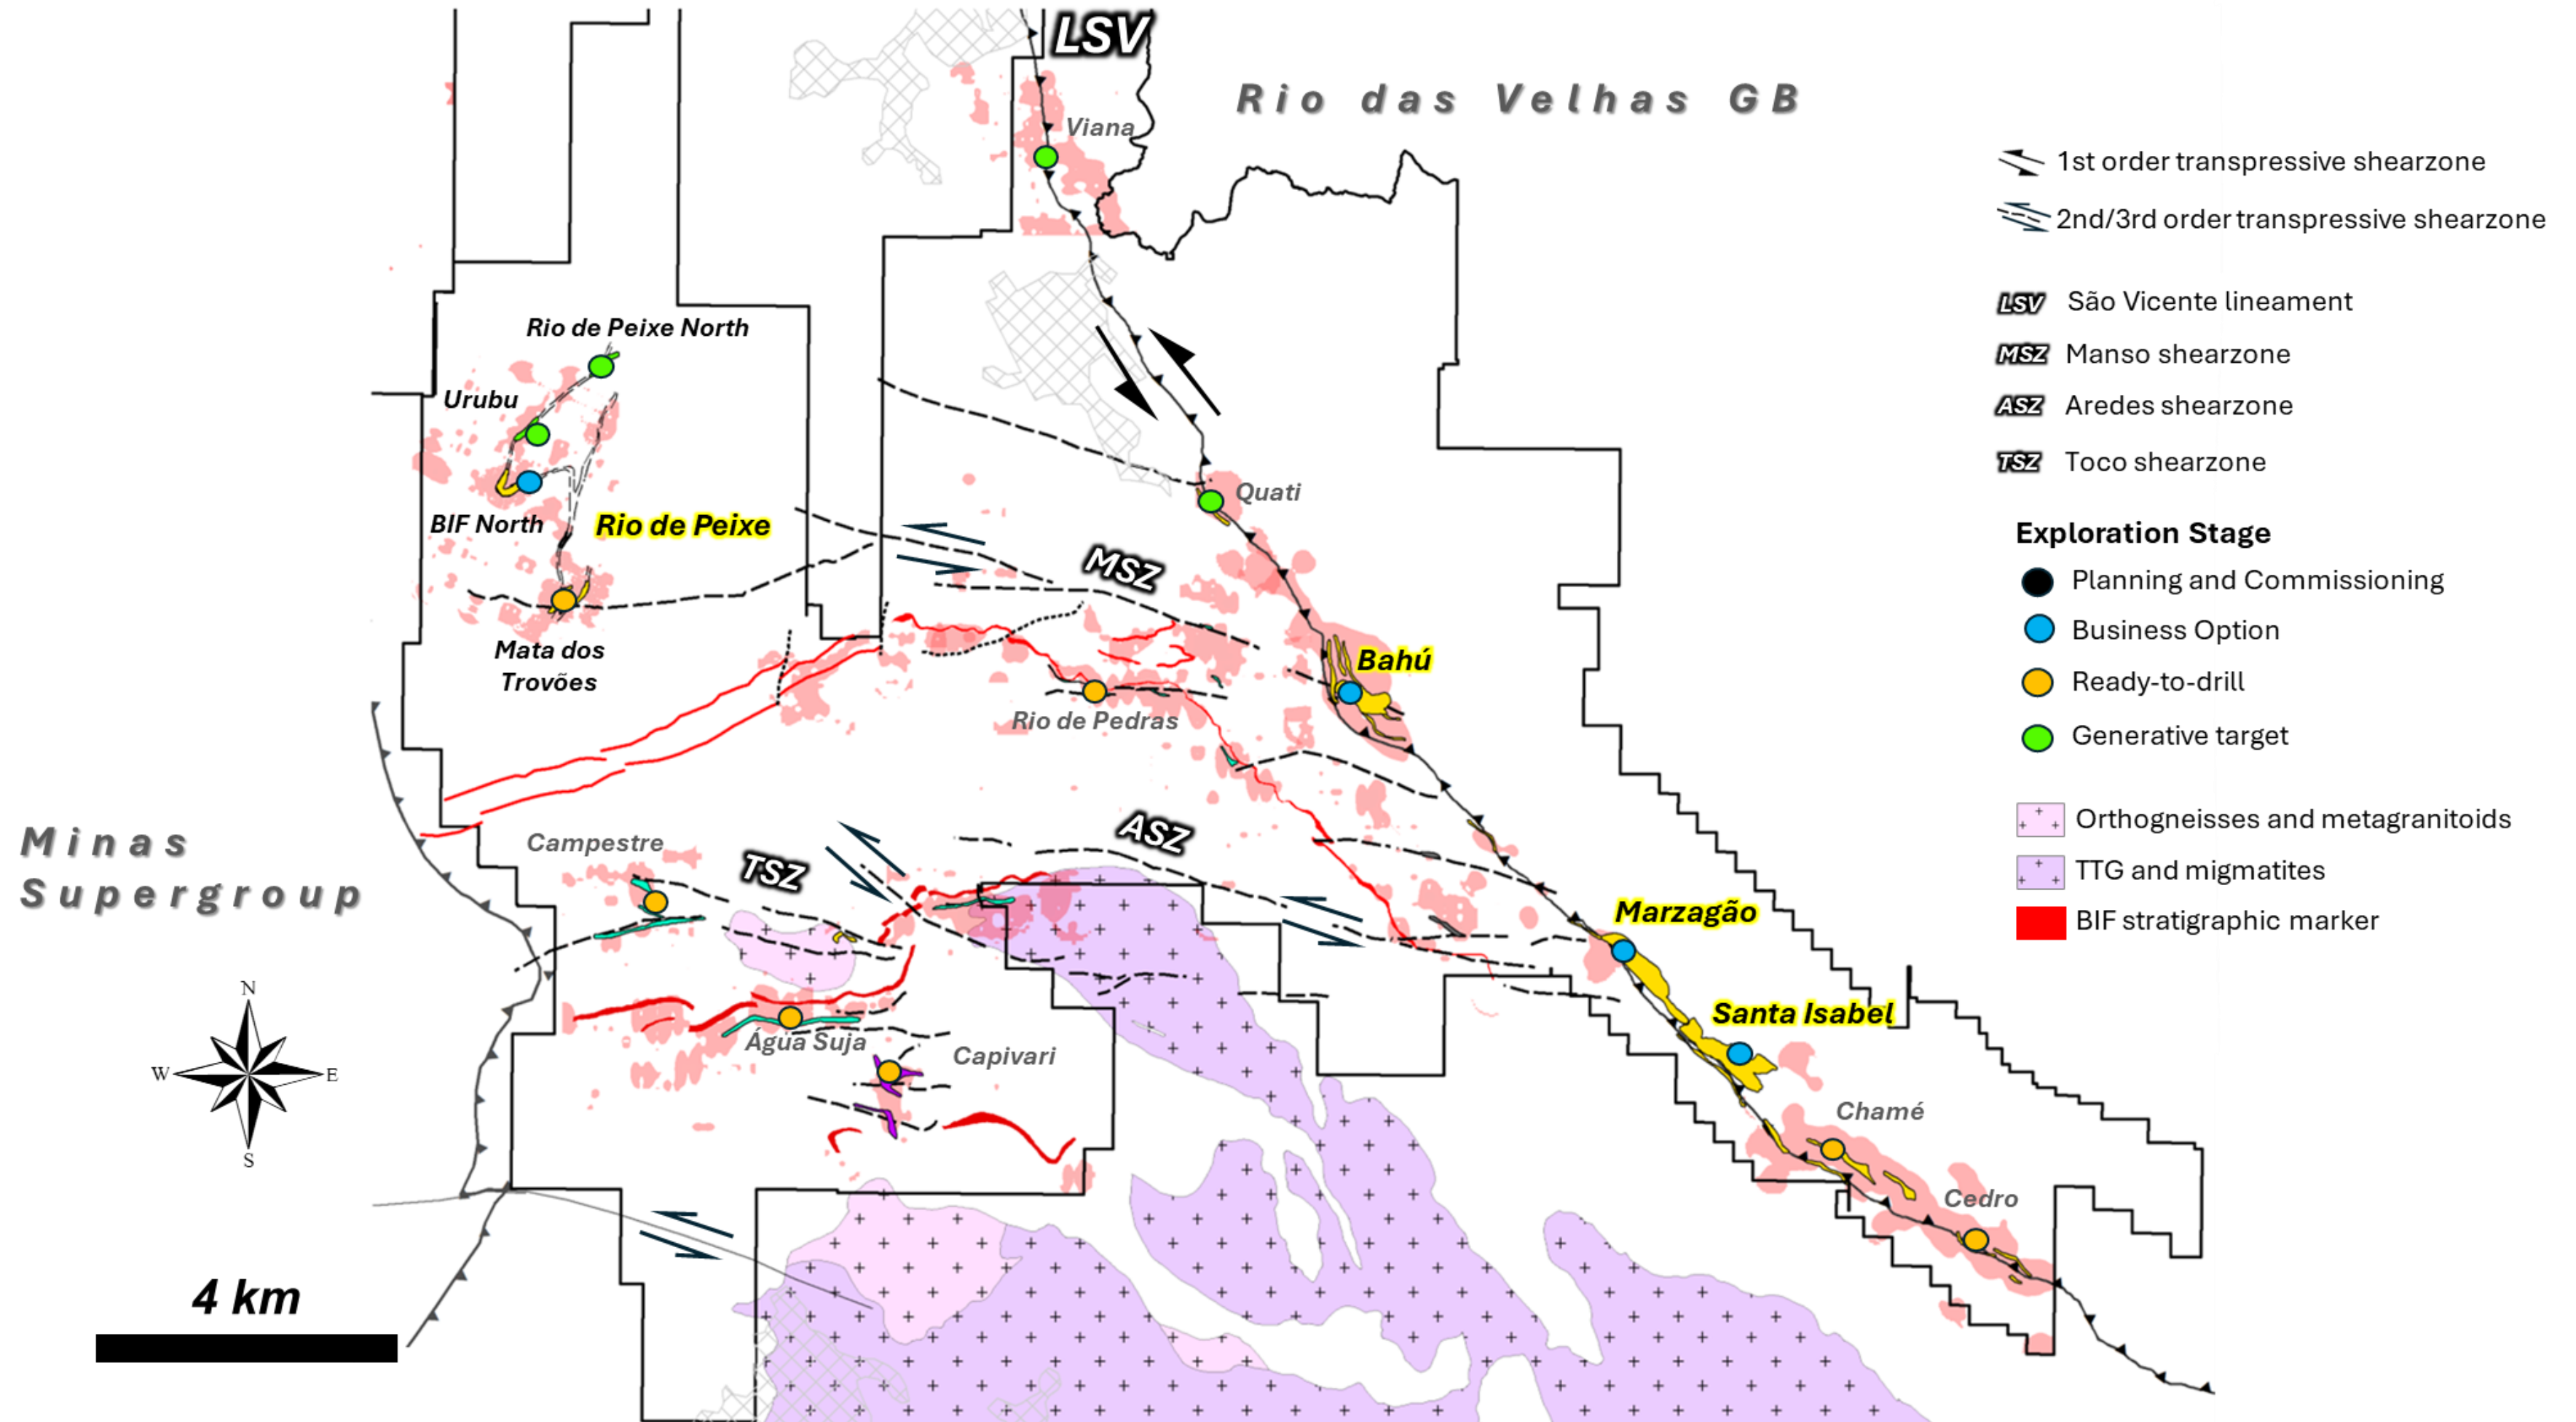 LSV
Rio das Velhas GB
Viana
Rio de Peixe North
Urubu
BIF North
Rio de Peixe
Quati
MSZ
Mata dos
Trovões
Bahú
Rio de Pedras
Minas
Supergroup
Campestre
TSZ
ASZ
Marzagão
Santa Isabel
Água Suja
Capivari
Chamé
Cedro
N
W
E
S
4 km
1st order transpressive shearzone
2nd/3rd order transpressive shearzone
LSV São Vicente lineament
MSZ Manso shearzone
ASZ Aredes shearzone
TSZ Toco shearzone
Exploration Stage
Planning and Commissioning
Business Option
Ready-to-drill
Generative target
Orthogneisses and metagranitoids
TTG and migmatites
BIF stratigraphic marker